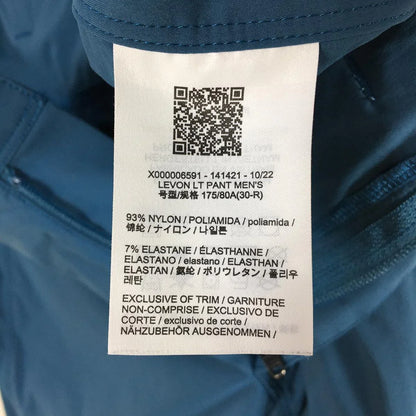 X000006591 - 141421 - 10/22
LEVON LT PANT MEN'S
号型/规格 175/80A(30-R)
93% NYLON / POLIAMIDA / poliamida /
锦纶 / ナイロン / 나일론
7% ELASTANE / ÉLASTHANNE /
ELASTANO / elastano / ELASTHAN /
ELASTAN / 氨纶 / ポリウレタン / 폴리우
레탄
EXCLUSIVE OF TRIM / GARNITURE
NON-COMPRISE / EXCLUSIVO DE
CORTE / exclusivo de corte /
NÄHZUBEHÖR AUSGENOMMEN /